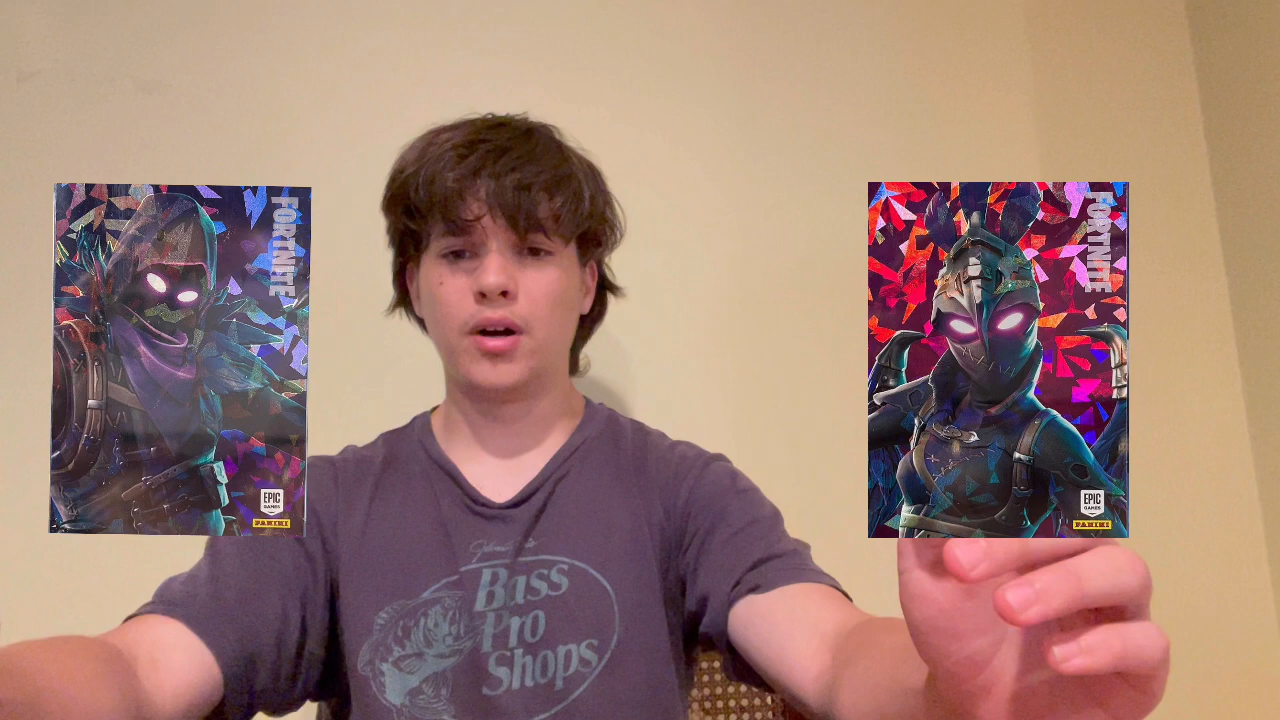 FORTNITE
EPIC
GAMES
PANINI
Bass
Pro
Shops
FORTNITE
EPIC
GAMES
PANINI